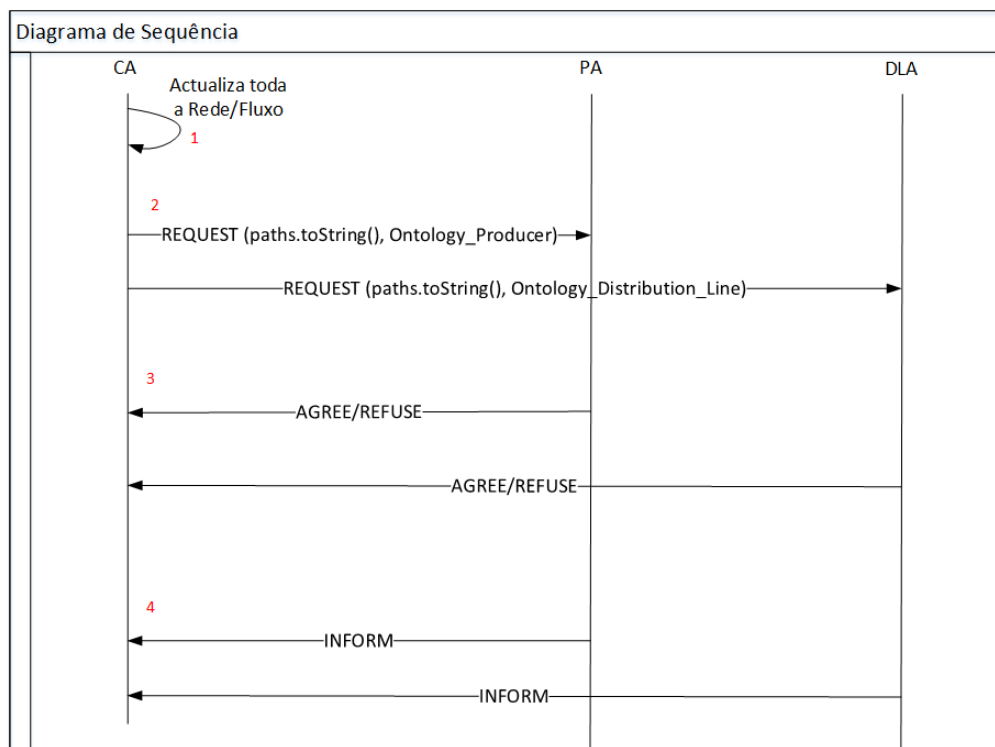 Diagrama de Sequência
CA
PA
DLA
Actualiza toda
a Rede/Fluxo
1
2
REQUEST (paths.toString(), Ontology_Producer)
REQUEST (paths.toString(), Ontology_Distribution_Line)
3
AGREE/REFUSE
AGREE/REFUSE
4
INFORM
INFORM